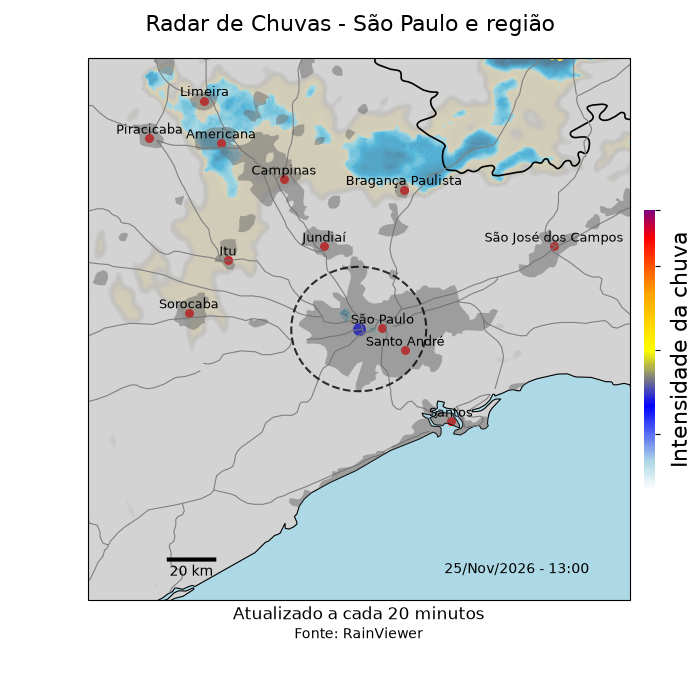 Radar de Chuvas - São Paulo e região
Limeira
Piracicaba
Americana
Campinas
Bragança Paulista
Itu
Jundiaí
São José dos Campos
Sorocaba
São Paulo
Santo André
Santos
Intensidade da chuva
20 km
25/Nov/2026 - 13:00
Atualizado a cada 20 minutos
Fonte: RainViewer